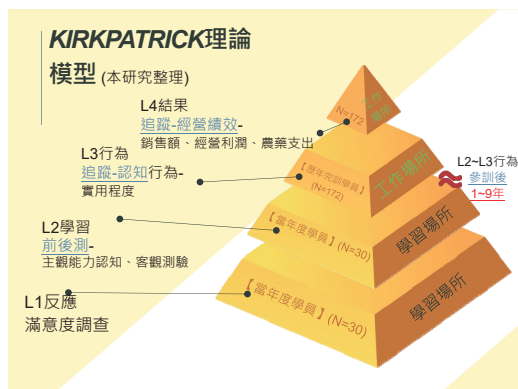 KIRKPATRICK理論
模型 (本研究整理)
L4結果
追蹤-經營績效-
銷售額、經營利潤、農藥支出
L3行為
追蹤-認知行為-
實用程度
L2學習
前後測-
主觀能力認知、客觀測驗
L1反應
滿意度調查
N=172
工作
場所
【歷年完訓學員】
(N=172)
工作場所
【當年度學員】(N=30)
學習場所
【當年度學員】(N=30)
學習場所
L2~L3行為
參訓後
1~9年